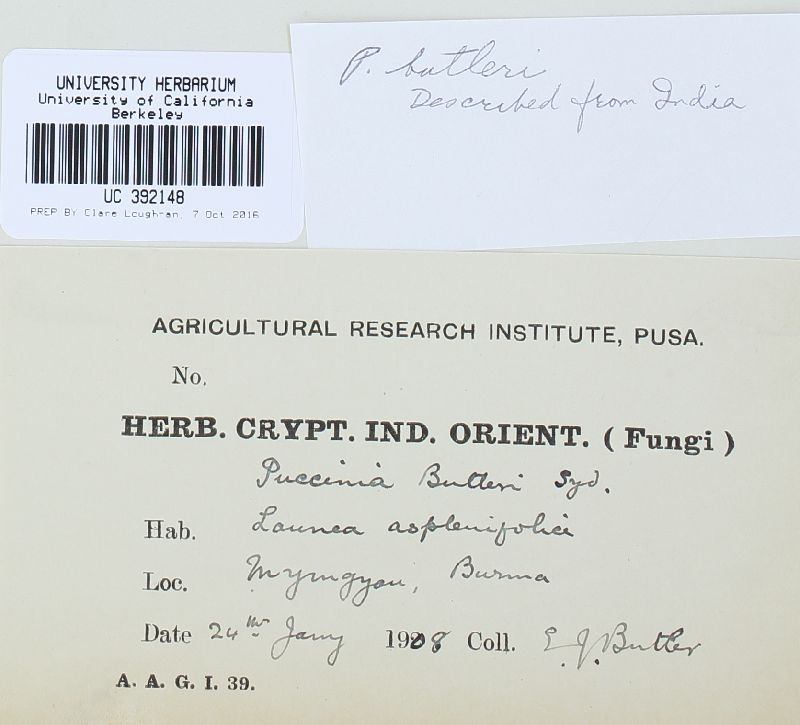 UNIVERSITY HERBARIUM
University of California
Berkeley
UC 392148
PREP BY Clare Loughran, 7 Oct 2016
P. butleri
Described from India
AGRICULTURAL RESEARCH INSTITUTE, PUSA.
No.
HERB. CRYPT. IND. ORIENT. (Fungi)
Puccinia Butleri Syd.
Hab. Launea asplenifolia
Loc. Myingyan, Burma
Date 24th Jany 1908 Coll. E. J. Butler
A. A. G. I. 39.